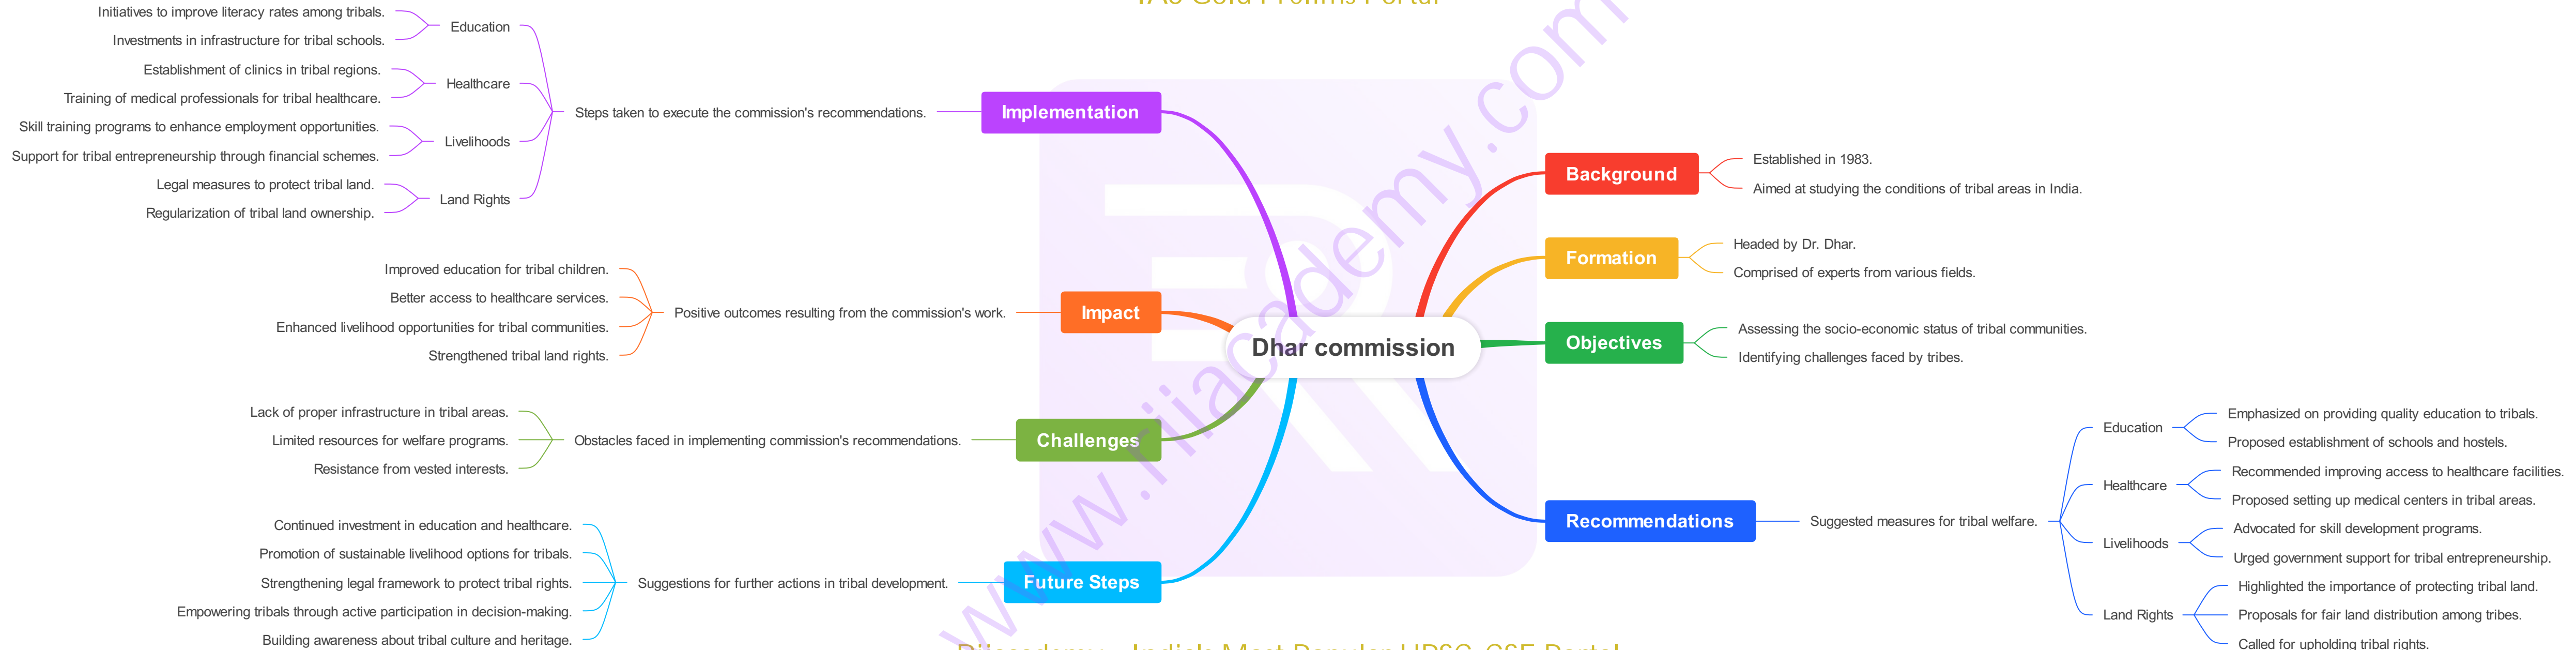 Dhar commission
Implementation
Steps taken to execute the commission's recommendations.
Education
Initiatives to improve literacy rates among tribals.
Investments in infrastructure for tribal schools.
Healthcare
Establishment of clinics in tribal regions.
Training of medical professionals for tribal healthcare.
Livelihoods
Skill training programs to enhance employment opportunities.
Support for tribal entrepreneurship through financial schemes.
Land Rights
Legal measures to protect tribal land.
Regularization of tribal land ownership.
Impact
Positive outcomes resulting from the commission's work.
Improved education for tribal children.
Better access to healthcare services.
Enhanced livelihood opportunities for tribal communities.
Strengthened tribal land rights.
Challenges
Obstacles faced in implementing commission's recommendations.
Lack of proper infrastructure in tribal areas.
Limited resources for welfare programs.
Resistance from vested interests.
Future Steps
Suggestions for further actions in tribal development.
Continued investment in education and healthcare.
Promotion of sustainable livelihood options for tribals.
Strengthening legal framework to protect tribal rights.
Empowering tribals through active participation in decision-making.
Building awareness about tribal culture and heritage.
Background
Established in 1983.
Aimed at studying the conditions of tribal areas in India.
Formation
Headed by Dr. Dhar.
Comprised of experts from various fields.
Objectives
Assessing the socio-economic status of tribal communities.
Identifying challenges faced by tribes.
Recommendations
Suggested measures for tribal welfare.
Education
Emphasized on providing quality education to tribals.
Proposed establishment of schools and hostels.
Healthcare
Recommended improving access to healthcare facilities.
Proposed setting up medical centers in tribal areas.
Livelihoods
Advocated for skill development programs.
Urged government support for tribal entrepreneurship.
Land Rights
Highlighted the importance of protecting tribal land.
Proposals for fair land distribution among tribes.
Called for upholding tribal rights.
www.riiacademy.com